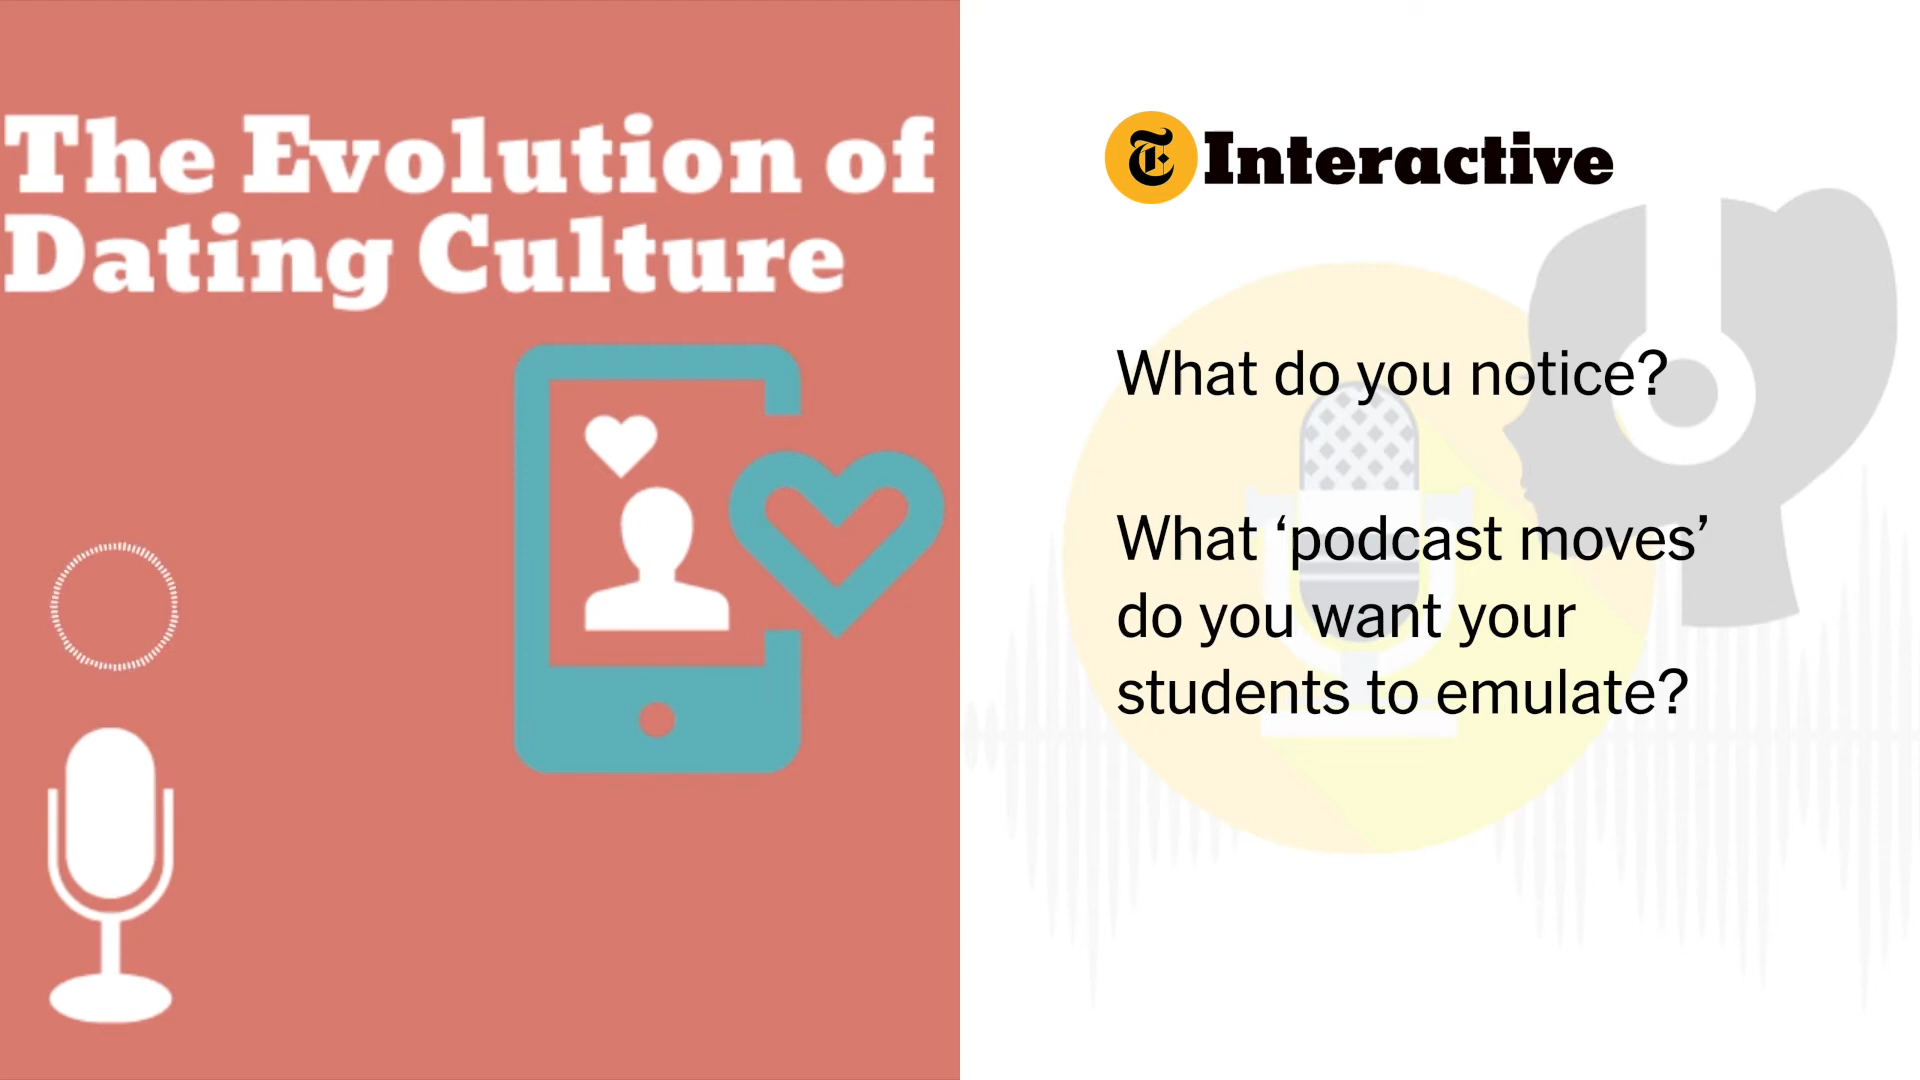 The Evolution of
Dating Culture
T Interactive
What do you notice?
What ‘podcast moves’
do you want your
students to emulate?